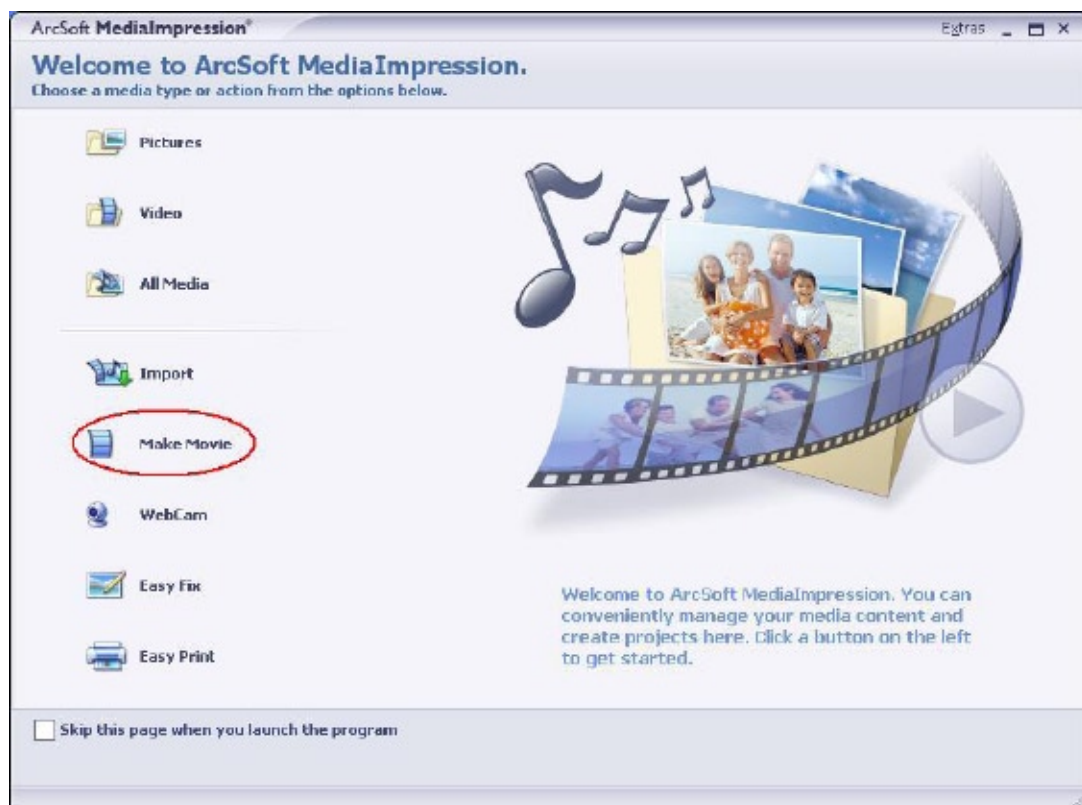 ArcSoft MediaImpression®
Extras
Welcome to ArcSoft MediaImpression.
Choose a media type or action from the options below.
Pictures
Video
All Media
Import
Make Movie
WebCam
Easy Fix
Easy Print
Welcome to ArcSoft MediaImpression. You can
conveniently manage your media content and
create projects here. Click a button on the left
to get started.
Skip this page when you launch the program